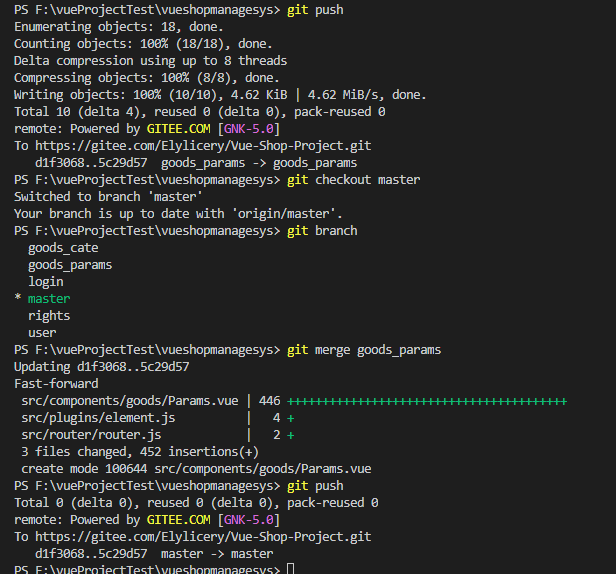 PS F:\vueProjectTest\vueshopmanagesys> git push
Enumerating objects: 18, done.
Counting objects: 100% (18/18), done.
Delta compression using up to 8 threads
Compressing objects: 100% (8/8), done.
Writing objects: 100% (10/10), 4.62 KiB | 4.62 MiB/s, done.
Total 10 (delta 4), reused 0 (delta 0), pack-reused 0
remote: Powered by GITEE.COM [GNK-5.0]
To https://gitee.com/Elylicery/Vue-Shop-Project.git
   d1f3068..5c29d57  goods_params -> goods_params
PS F:\vueProjectTest\vueshopmanagesys> git checkout master
Switched to branch 'master'
Your branch is up to date with 'origin/master'.
PS F:\vueProjectTest\vueshopmanagesys> git branch
  goods_cate
  goods_params
  login
* master
  rights
  user
PS F:\vueProjectTest\vueshopmanagesys> git merge goods_params
Updating d1f3068..5c29d57
Fast-forward
 src/components/goods/Params.vue | 446 ++++++++++++++++++++++++++++++++++++++++
 src/plugins/element.js          |   4 +
 src/router/router.js            |   2 +
 3 files changed, 452 insertions(+)
 create mode 100644 src/components/goods/Params.vue
PS F:\vueProjectTest\vueshopmanagesys> git push
Total 0 (delta 0), reused 0 (delta 0), pack-reused 0
remote: Powered by GITEE.COM [GNK-5.0]
To https://gitee.com/Elylicery/Vue-Shop-Project.git
   d1f3068..5c29d57  master -> master
PS F:\vueProjectTest\vueshopmanagesys>